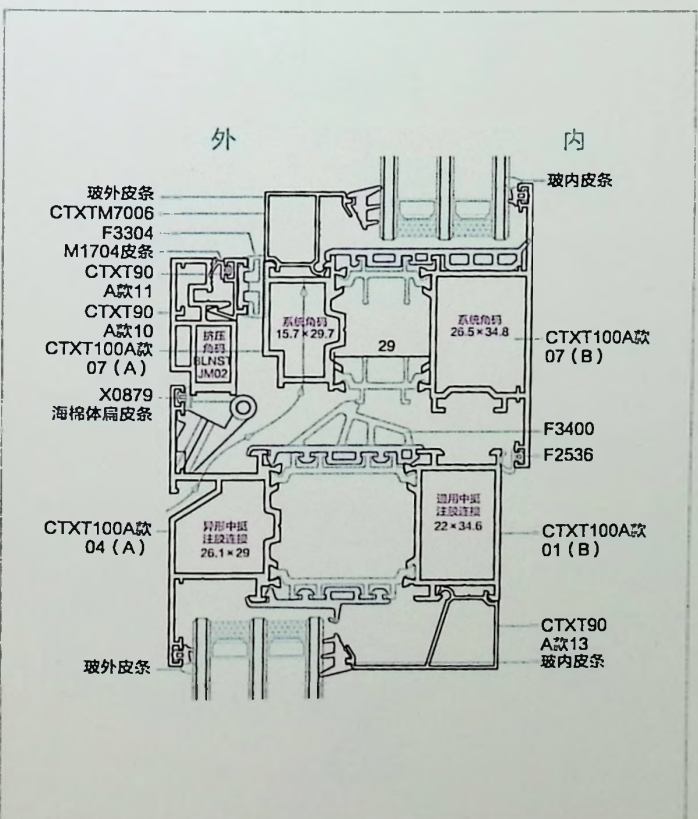 外
内
玻外皮条
CTXTM7006
F3304
M1704皮条
CTXT90
A款11
CTXT90
A款10
CTXT100A款
07（A）
X0879
海棉体扁皮条
CTXT100A款
04（A）
玻外皮条
挤压
角码
BLNST
JM02
系统角码
15.7×29.7
29
系统角码
26.5×34.8
异形中挺
注胶连接
26.1×29
通用中挺
注胶连接
22×34.6
玻内皮条
CTXT100A款
07（B）
F3400
F2536
CTXT100A款
01（B）
CTXT90
A款13
玻内皮条